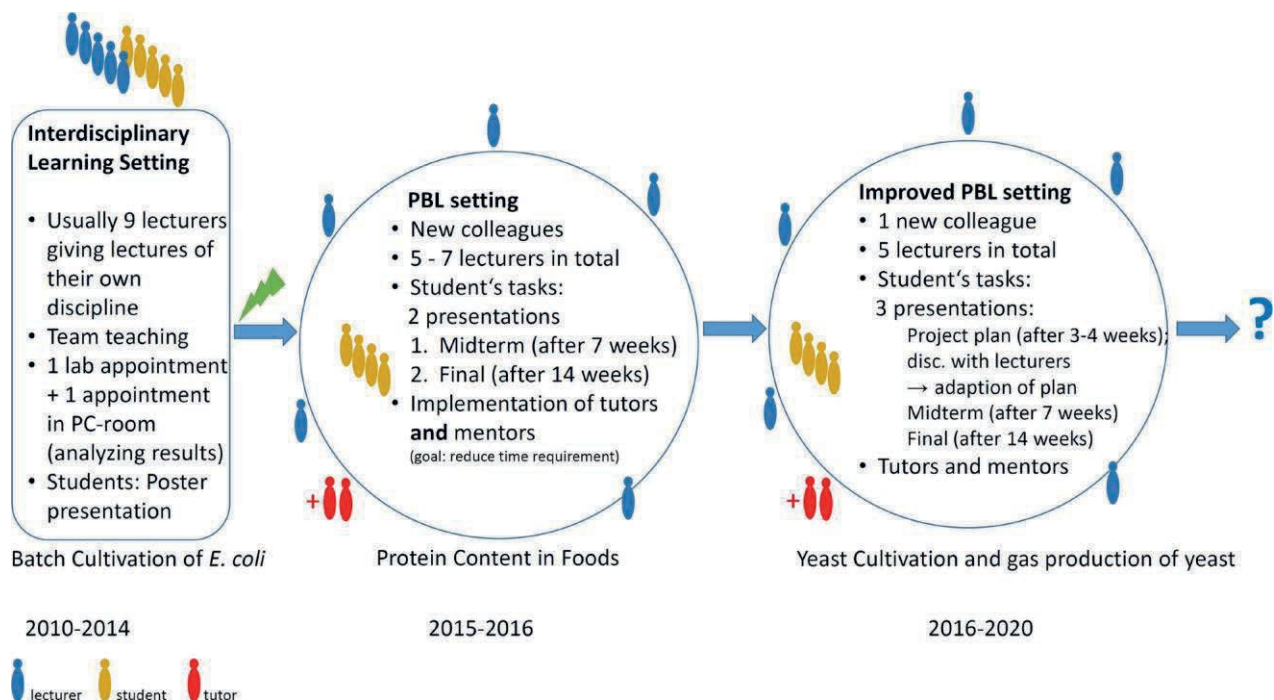 Interdisciplinary
Learning Setting
• Usually 9 lecturers
giving lectures of
their own
discipline
• Team teaching
• 1 lab appointment
+ 1 appointment
in PC-room
(analyzing results)
• Students: Poster
presentation
Batch Cultivation of E. coli
2010-2014
PBL setting
• New colleagues
• 5 - 7 lecturers in total
• Student‘s tasks:
2 presentations
1. Midterm (after 7 weeks)
2. Final (after 14 weeks)
• Implementation of tutors
and mentors
(goal: reduce time requirement)
+
Protein Content in Foods
2015-2016
Improved PBL setting
• 1 new colleague
• 5 lecturers in total
• Student‘s tasks:
3 presentations:
Project plan (after 3-4 weeks);
disc. with lecturers
→ adaption of plan
Midterm (after 7 weeks)
Final (after 14 weeks)
• Tutors and mentors
+
Yeast Cultivation and gas production of yeast
2016-2020
?
lecturer student tutor